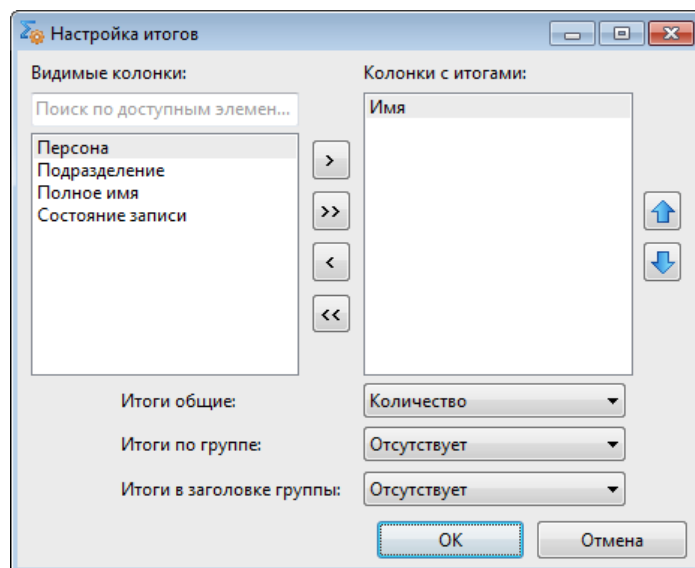 Настройка итогов
Видимые колонки:
Поиск по доступным элемен...
Персона
Подразделение
Полное имя
Состояние записи
>
>>
<
<<
Колонки с итогами:
Имя
Итоги общие: Количество
Итоги по группе: Отсутствует
Итоги в заголовке группы: Отсутствует
ОК Отмена